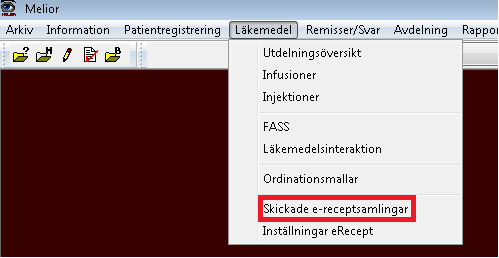 Melior
Arkiv Information Patientregistrering Läkemedel Remisser/Svar Avdelning Rappor
Utdelningsöversikt
Infusioner
Injektioner
FASS
Läkemedelsinteraktion
Ordinationsmallar
Skickade e-receptsamlingar
Inställningar eRecept